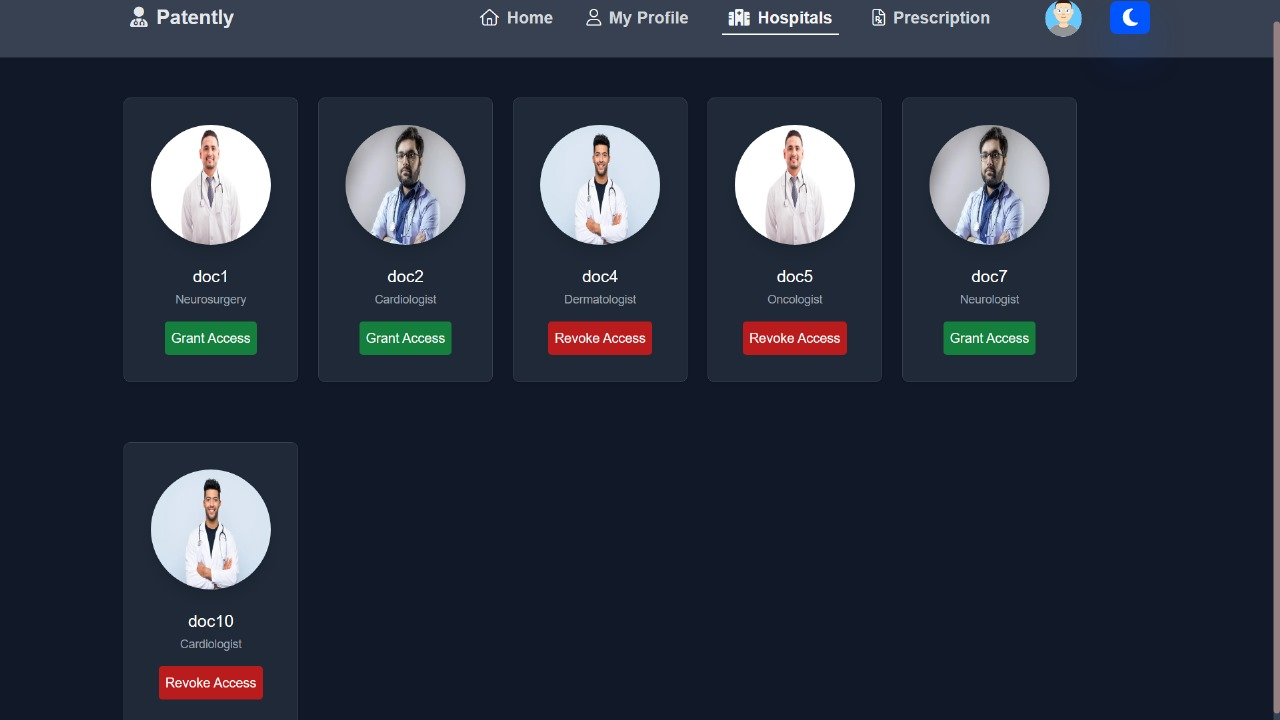 Patently
Home
My Profile
Hospitals
Prescription
doc1
Neurosurgery
Grant Access
doc2
Cardiologist
Grant Access
doc4
Dermatologist
Revoke Access
doc5
Oncologist
Revoke Access
doc7
Neurologist
Grant Access
doc10
Cardiologist
Revoke Access